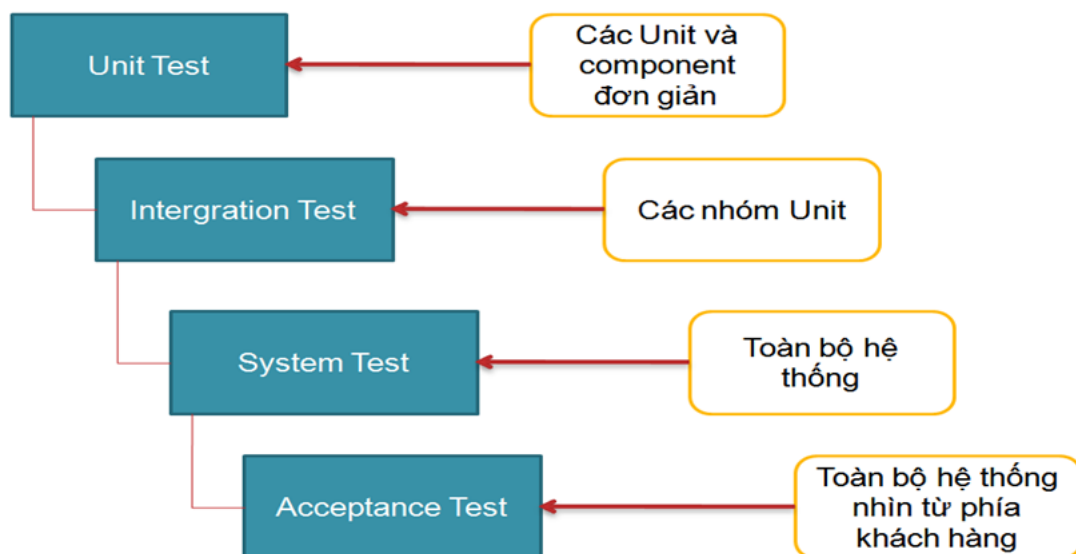 Unit Test
Các Unit và
component
đơn giản
Intergration Test
Các nhóm Unit
System Test
Toàn bộ hệ
thống
Acceptance Test
Toàn bộ hệ thống
nhìn từ phía
khách hàng